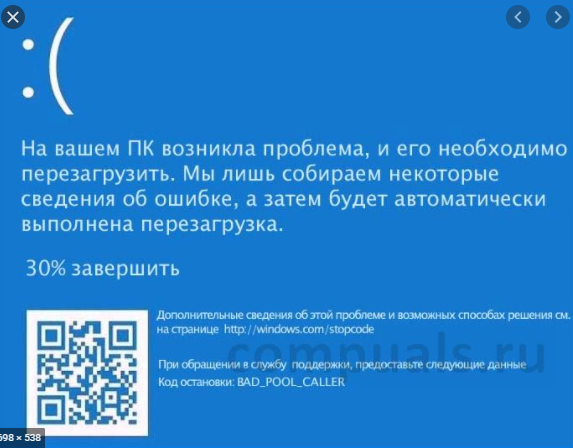 :(
На вашем ПК возникла проблема, и его необходимо
перезагрузить. Мы лишь собираем некоторые
сведения об ошибке, а затем будет автоматически
выполнена перезагрузка.
30% завершить
Дополнительные сведения об этой проблеме и возможных способах решения см.
на странице http://windows.com/stopcode
compuals.ru
При обращении в службу поддержки, предоставьте следующие данные
Код остановки: BAD_POOL_CALLER
698 × 538